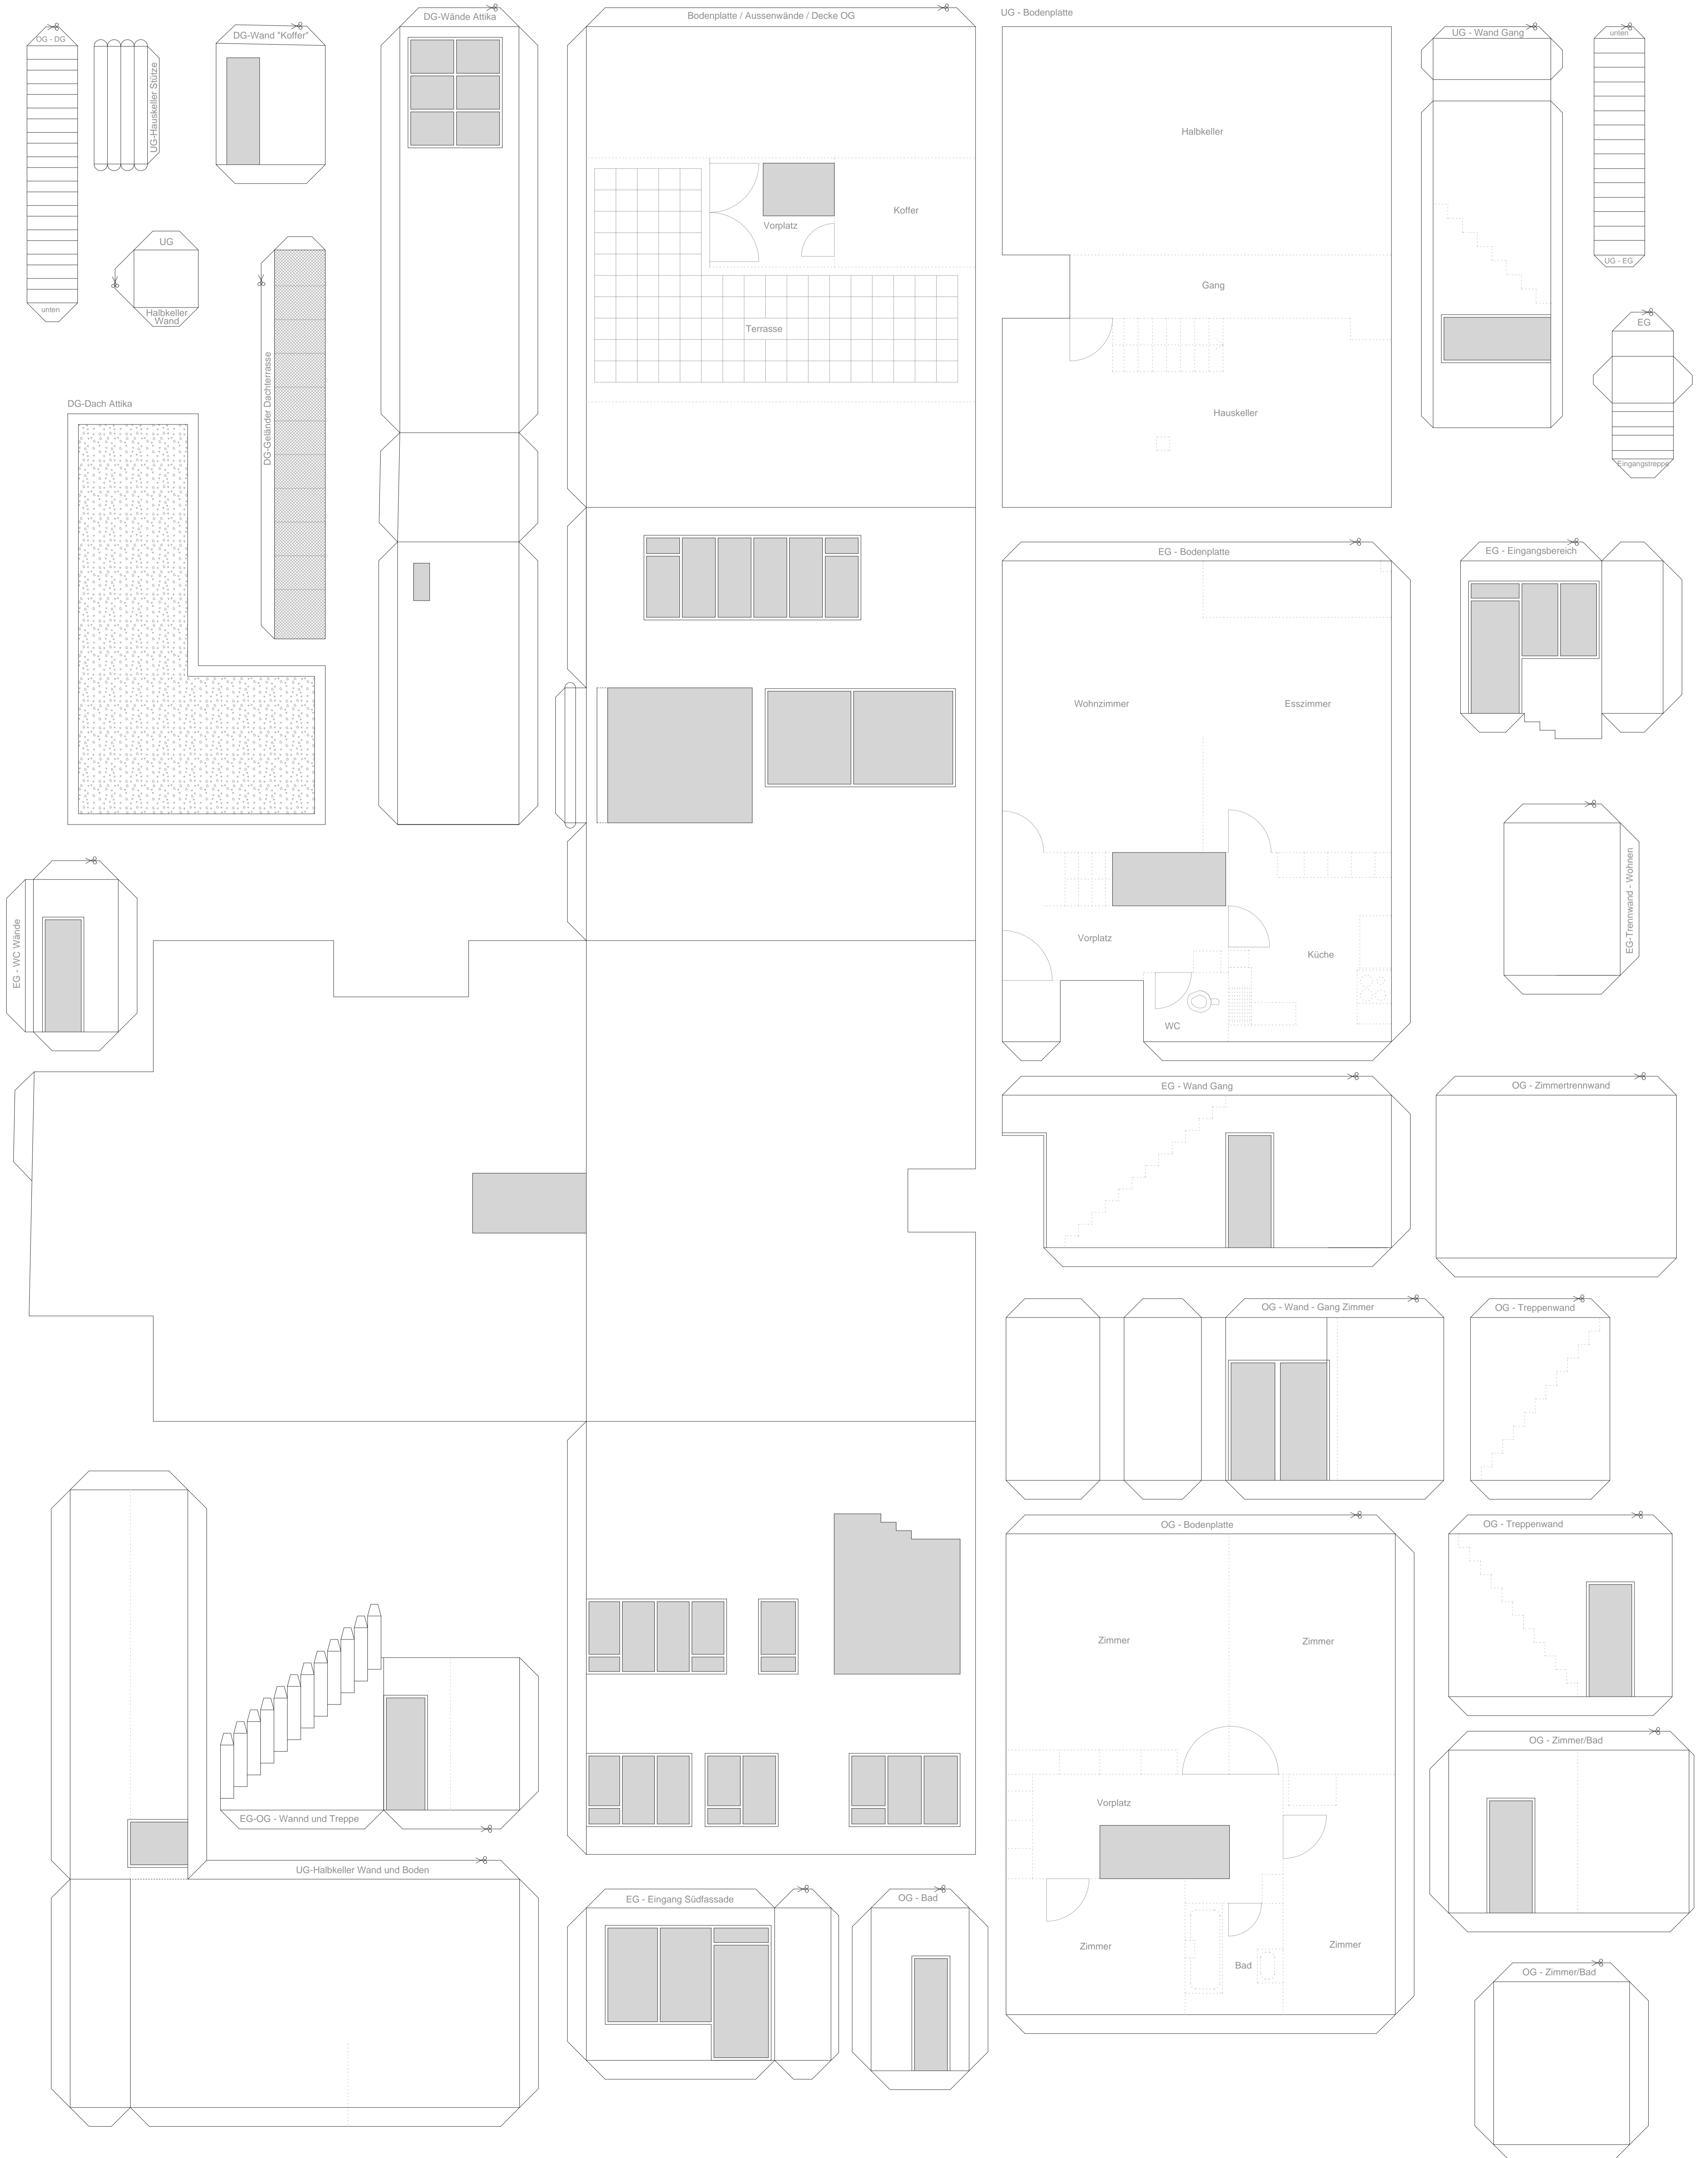 OG - DG
unten
UG-Hauskeller Stütze
DG-Wand "Koffer"
UG
Halbkeller
Wand
DG-Geländer Dachterrasse
DG-Dach Attika
DG-Wände Attika
Bodenplatte / Aussenwände / Decke OG
Vorplatz
Koffer
Terrasse
UG - Bodenplatte
Halbkeller
Gang
Hauskeller
UG - Wand Gang
unten
UG - EG
EG
Eingangstreppe
EG - Bodenplatte
Wohnzimmer
Esszimmer
Vorplatz
Küche
WC
EG - Eingangsbereich
EG-Trennwand - Wohnen
EG - WC Wände
EG - Wand Gang
OG - Zimmertrennwand
OG - Wand - Gang Zimmer
OG - Treppenwand
OG - Bodenplatte
Zimmer
Zimmer
Vorplatz
Zimmer
Bad
Zimmer
OG - Treppenwand
OG - Zimmer/Bad
OG - Zimmer/Bad
EG-OG - Wannd und Treppe
UG-Halbkeller Wand und Boden
EG - Eingang Südfassade
OG - Bad